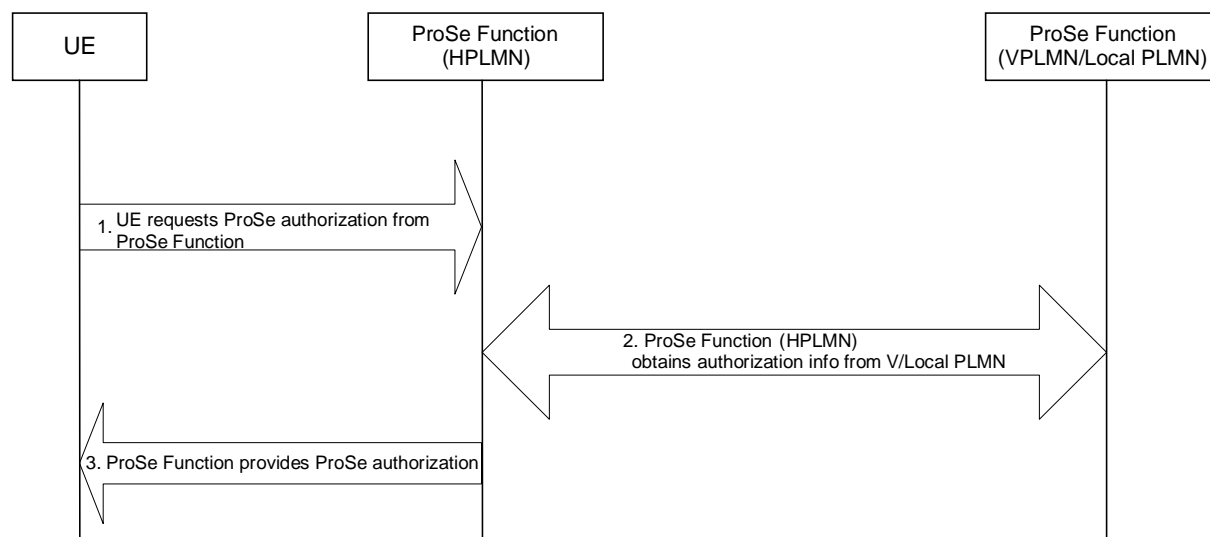 UE
ProSe Function
(HPLMN)
ProSe Function
(VPLMN/Local PLMN)
1. UE requests ProSe authorization from
ProSe Function
2. ProSe Function (HPLMN)
obtains authorization info from V/Local PLMN
3. ProSe Function provides ProSe authorization